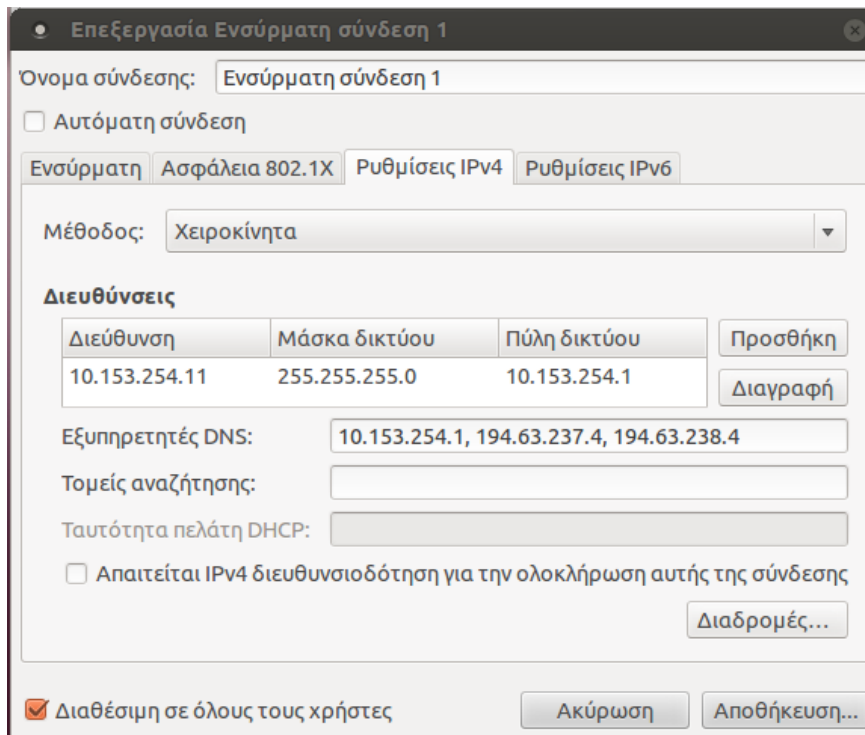 Επεξεργασία Ενσύρματη σύνδεση 1
Όνομα σύνδεσης: Ενσύρματη σύνδεση 1
Αυτόματη σύνδεση
Ενσύρματη Ασφάλεια 802.1X Ρυθμίσεις IPv4 Ρυθμίσεις IPv6
Μέθοδος: Χειροκίνητα
Διευθύνσεις
Διεύθυνση Μάσκα δικτύου Πύλη δικτύου Προσθήκη
10.153.254.11 255.255.255.0 10.153.254.1 Διαγραφή
Εξυπηρετητές DNS: 10.153.254.1, 194.63.237.4, 194.63.238.4
Τομείς αναζήτησης:
Ταυτότητα πελάτη DHCP:
Απαιτείται IPv4 διευθυνσιοδότηση για την ολοκλήρωση αυτής της σύνδεσης
Διαδρομές...
Διαθέσιμη σε όλους τους χρήστες Ακύρωση Αποθήκευση...